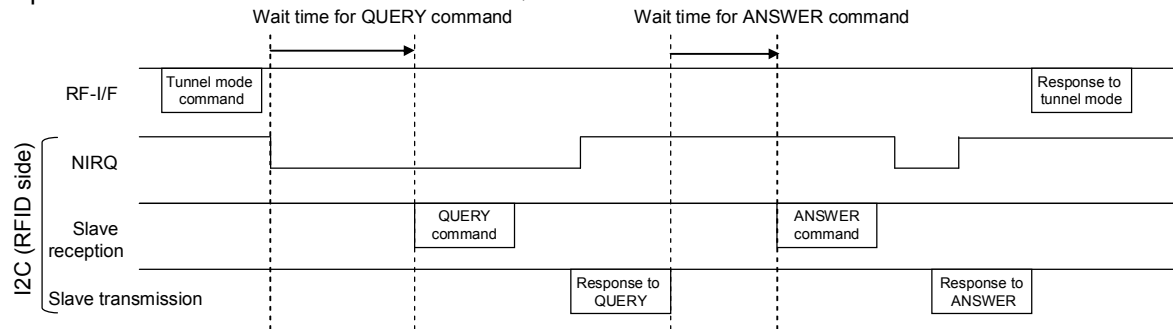 Wait time for QUERY command
Wait time for ANSWER command
RF-I/F
Tunnel mode
command
Response to
tunnel mode
I2C (RFID side)
NIRQ
Slave
reception
QUERY
command
ANSWER
command
Slave transmission
Response to
QUERY
Response to
ANSWER